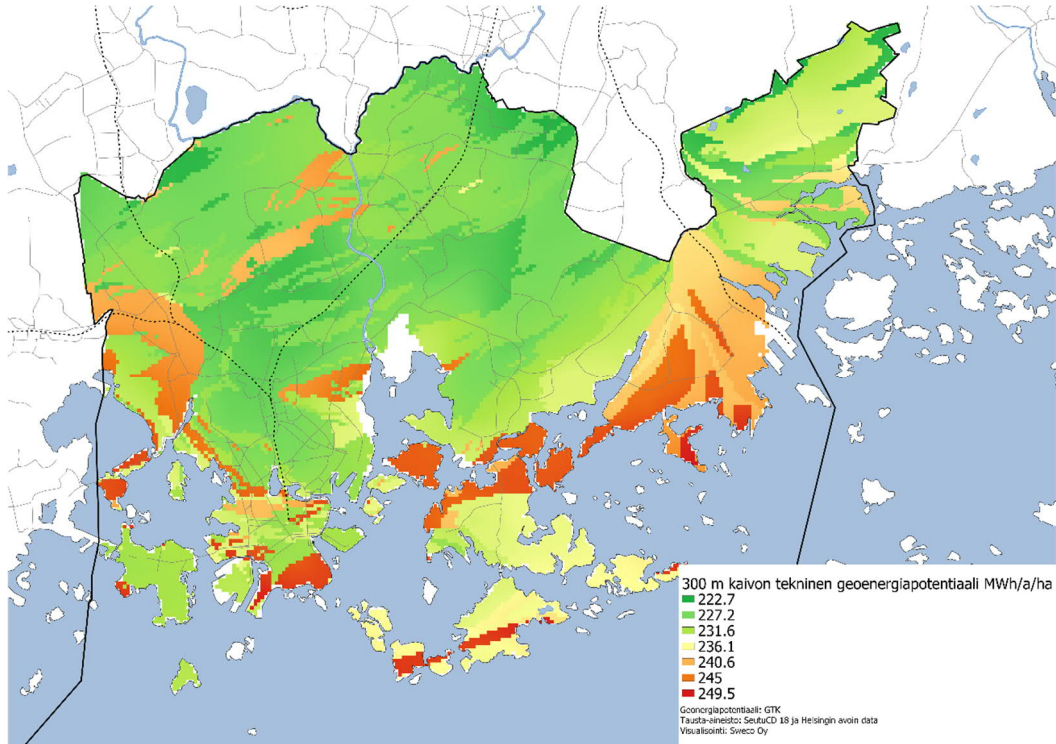 300 m kaivon tekninen geoenergiapotentiaali MWh/a/ha
222.7
227.2
231.6
236.1
240.6
245
249.5
Geonergiapotentiaali: GTK
Tausta-aineisto: SeutuCD 18 ja Helsingin avoin data
Visualisointi: Sweco Oy